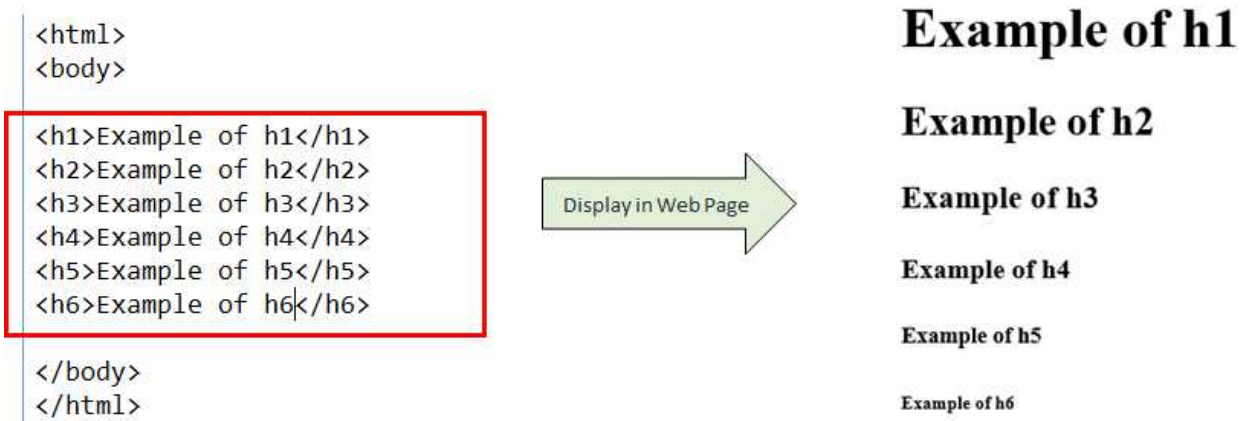 <html>
<body>
<h1>Example of h1</h1>
<h2>Example of h2</h2>
<h3>Example of h3</h3>
<h4>Example of h4</h4>
<h5>Example of h5</h5>
<h6>Example of h6</h6>
</body>
</html>
Display in Web Page
Example of h1
Example of h2
Example of h3
Example of h4
Example of h5
Example of h6